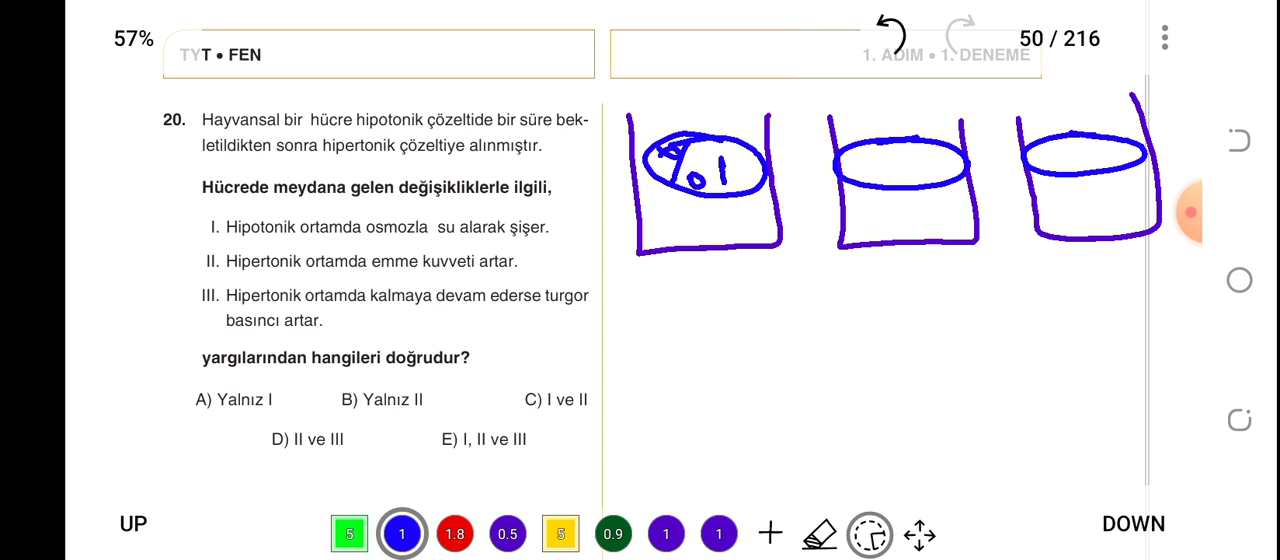 57%
50 / 216
TYT • FEN
1. ADIM • 1. DENEME
20. Hayvansal bir hücre hipotonik çözeltide bir süre bek-
letildikten sonra hipertonik çözeltiye alınmıştır.
Hücrede meydana gelen değişikliklerle ilgili,
I. Hipotonik ortamda osmozla su alarak şişer.
II. Hipertonik ortamda emme kuvveti artar.
III. Hipertonik ortamda kalmaya devam ederse turgor
basıncı artar.
yargılarından hangileri doğrudur?
A) Yalnız I B) Yalnız II C) I ve II
D) II ve III E) I, II ve III
UP
5 1 1.8 0.5 5 0.9 1 1
DOWN